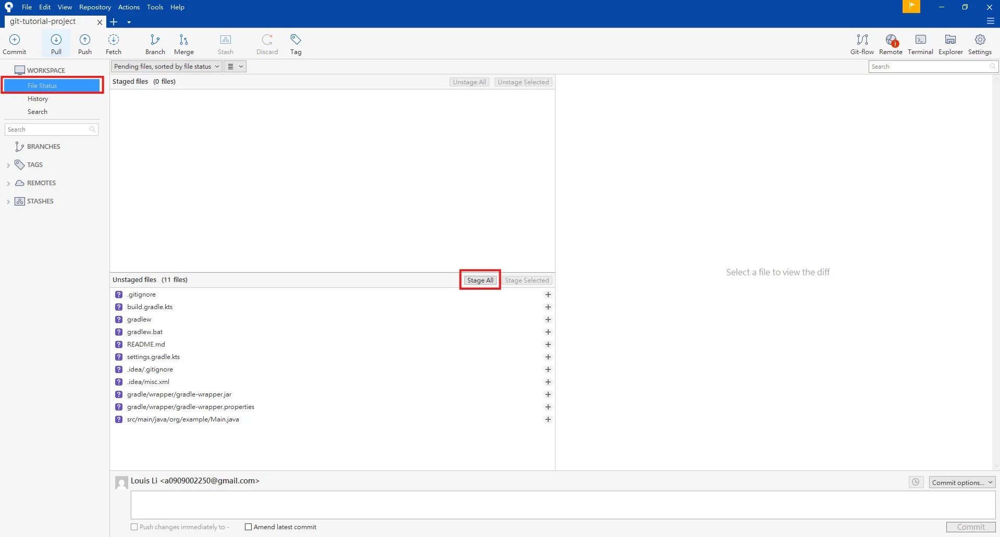 File Edit View Repository Actions Tools Help
git-tutorial-project
Commit Pull Push Fetch Branch Merge Stash Discard Tag Git-flow Remote Terminal Explorer Settings
WORKSPACE
File Status
History
Search
Search
BRANCHES
TAGS
REMOTES
STASHES
Pending files, sorted by file status
Search
Staged files (0 files) Unstage All Unstage Selected
Select a file to view the diff
Unstaged files (11 files) Stage All Stage Selected
.gitignore
build.gradle.kts
gradlew
gradlew.bat
README.md
settings.gradle.kts
.idea/.gitignore
.idea/misc.xml
gradle/wrapper/gradle-wrapper.jar
gradle/wrapper/gradle-wrapper.properties
src/main/java/org/example/Main.java
Louis Li <a0909002250@gmail.com> Commit options...
Push changes immediately to - Amend latest commit Commit